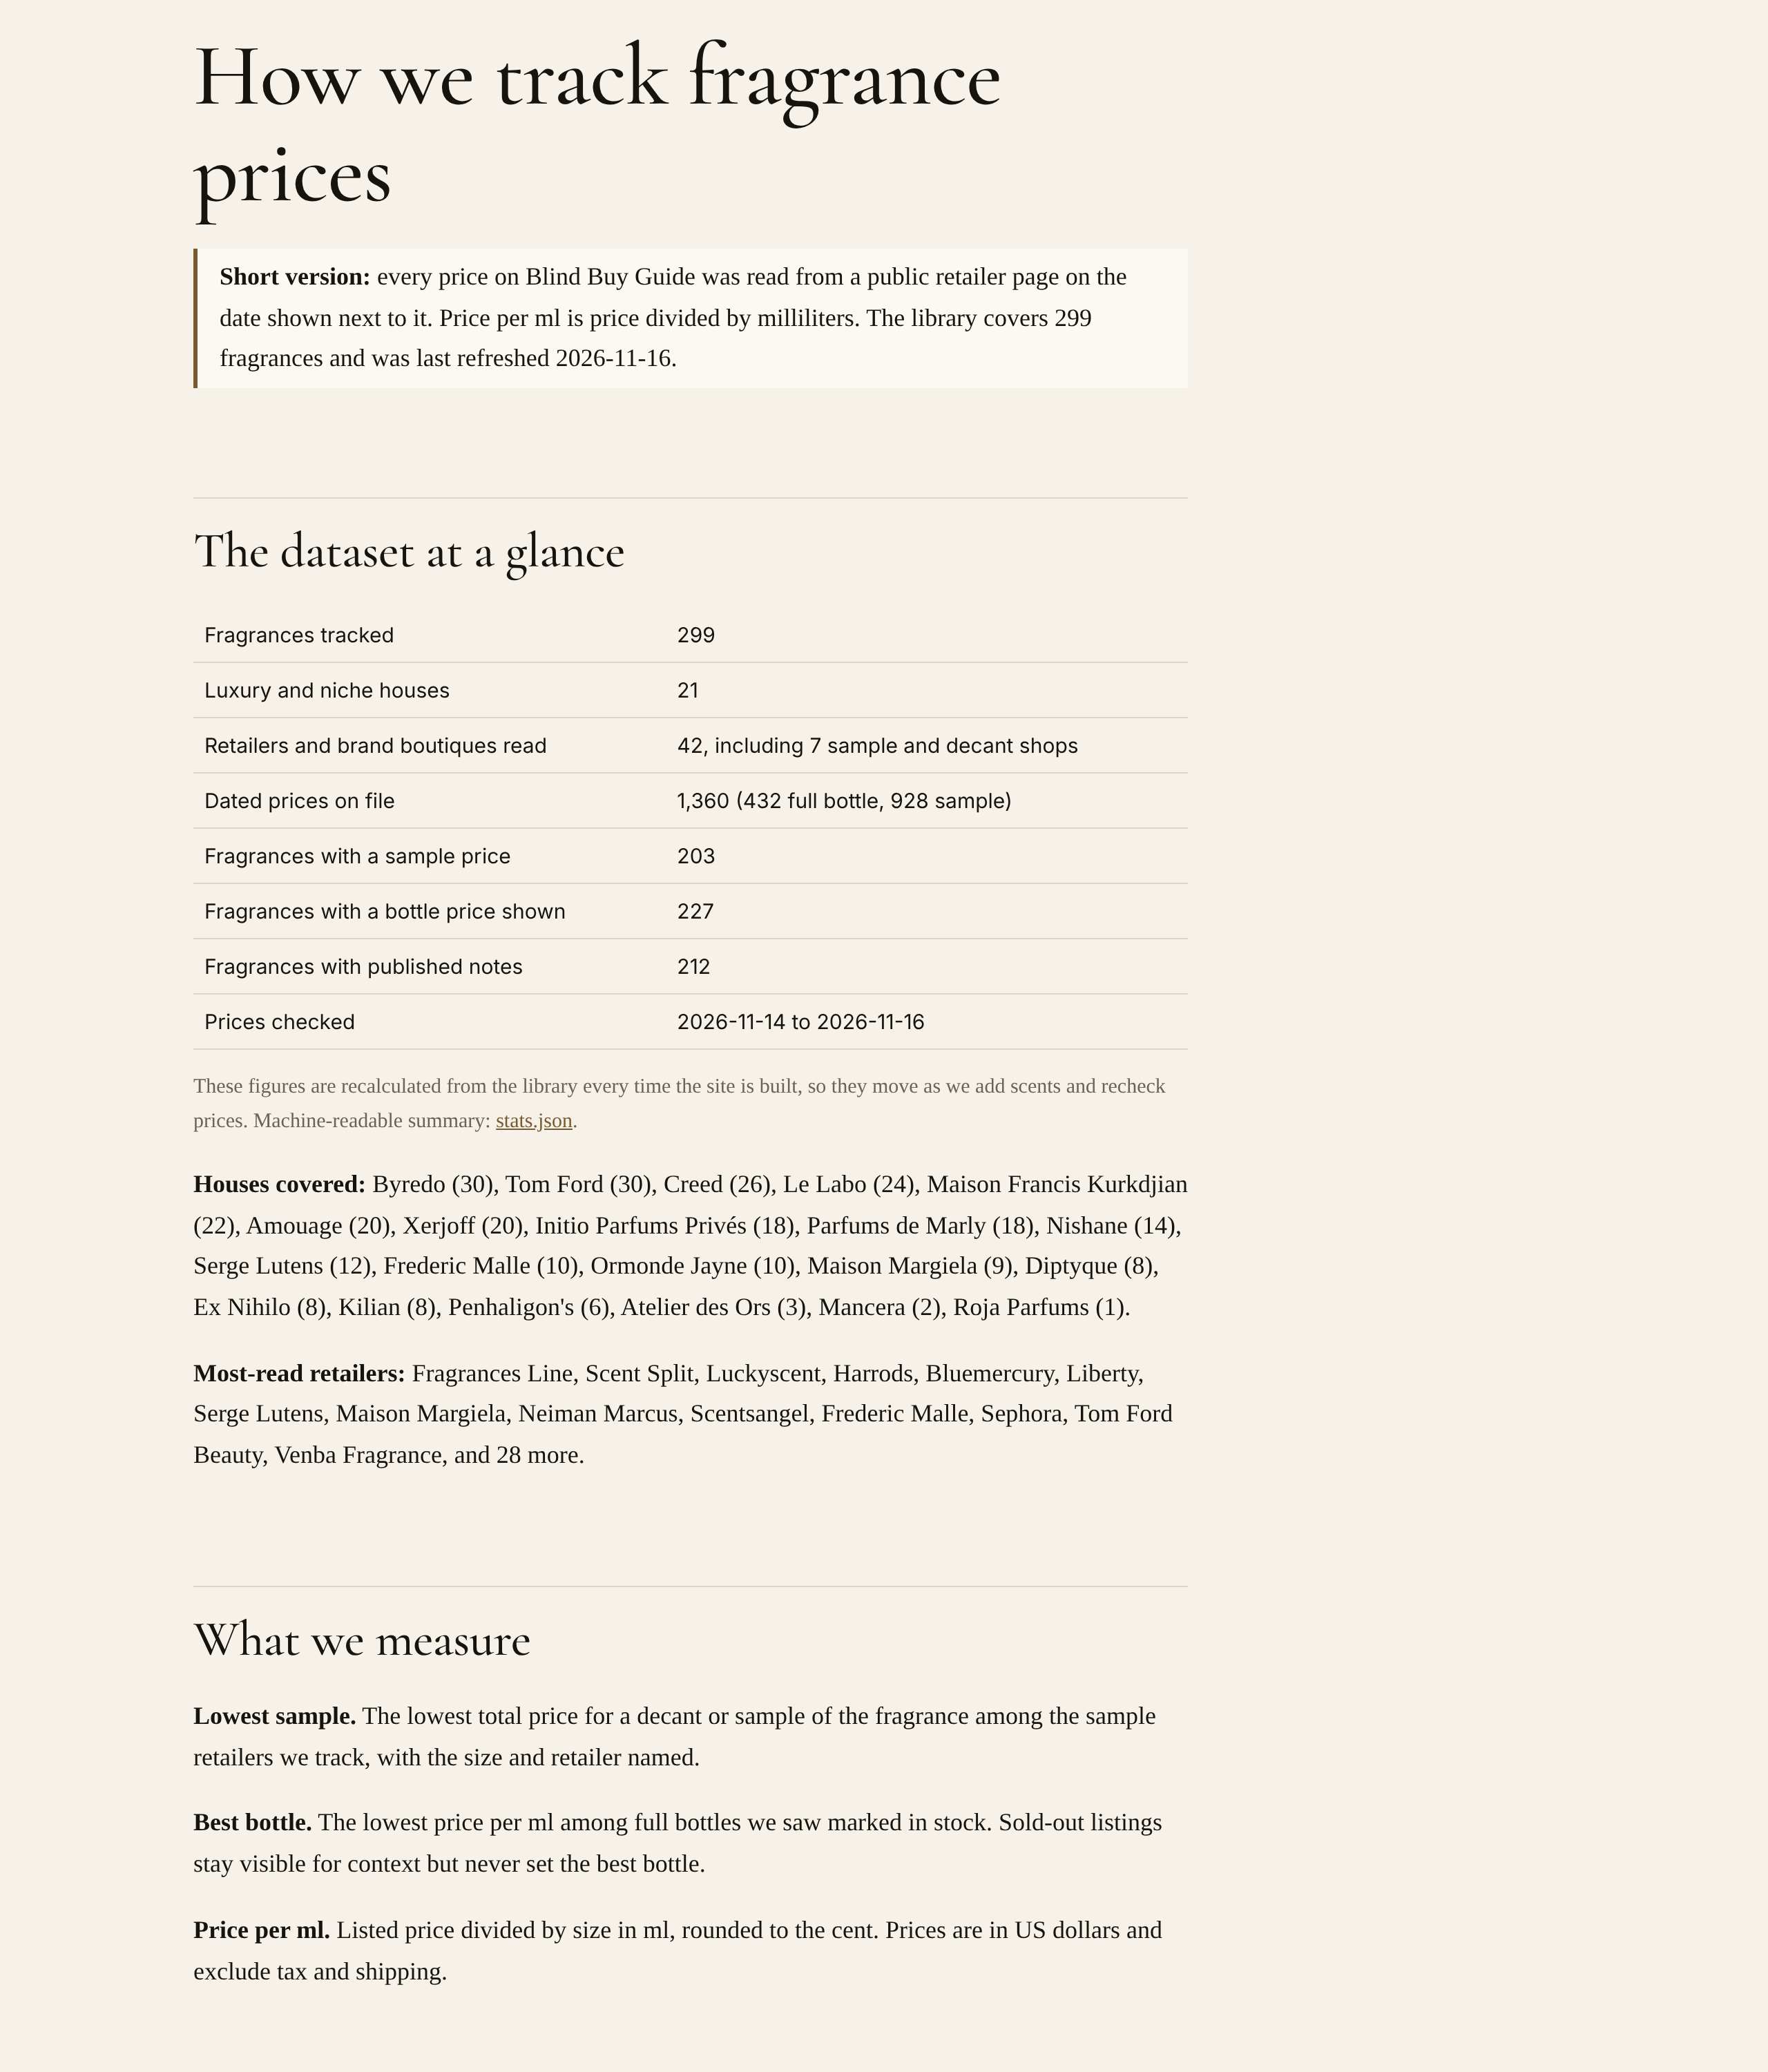 How we track fragrance
prices
Short version: every price on Blind Buy Guide was read from a public retailer page on the
date shown next to it. Price per ml is price divided by milliliters. The library covers 299
fragrances and was last refreshed 2026-11-16.
The dataset at a glance
Fragrances tracked 299
Luxury and niche houses 21
Retailers and brand boutiques read 42, including 7 sample and decant shops
Dated prices on file 1,360 (432 full bottle, 928 sample)
Fragrances with a sample price 203
Fragrances with a bottle price shown 227
Fragrances with published notes 212
Prices checked 2026-11-14 to 2026-11-16
These figures are recalculated from the library every time the site is built, so they move as we add scents and recheck
prices. Machine-readable summary: stats.json.
Houses covered: Byredo (30), Tom Ford (30), Creed (26), Le Labo (24), Maison Francis Kurkdjian
(22), Amouage (20), Xerjoff (20), Initio Parfums Privés (18), Parfums de Marly (18), Nishane (14),
Serge Lutens (12), Frederic Malle (10), Ormonde Jayne (10), Maison Margiela (9), Diptyque (8),
Ex Nihilo (8), Kilian (8), Penhaligon's (6), Atelier des Ors (3), Mancera (2), Roja Parfums (1).
Most-read retailers: Fragrances Line, Scent Split, Luckyscent, Harrods, Bluemercury, Liberty,
Serge Lutens, Maison Margiela, Neiman Marcus, Scentsangel, Frederic Malle, Sephora, Tom Ford
Beauty, Venba Fragrance, and 28 more.
What we measure
Lowest sample. The lowest total price for a decant or sample of the fragrance among the sample
retailers we track, with the size and retailer named.
Best bottle. The lowest price per ml among full bottles we saw marked in stock. Sold-out listings
stay visible for context but never set the best bottle.
Price per ml. Listed price divided by size in ml, rounded to the cent. Prices are in US dollars and
exclude tax and shipping.